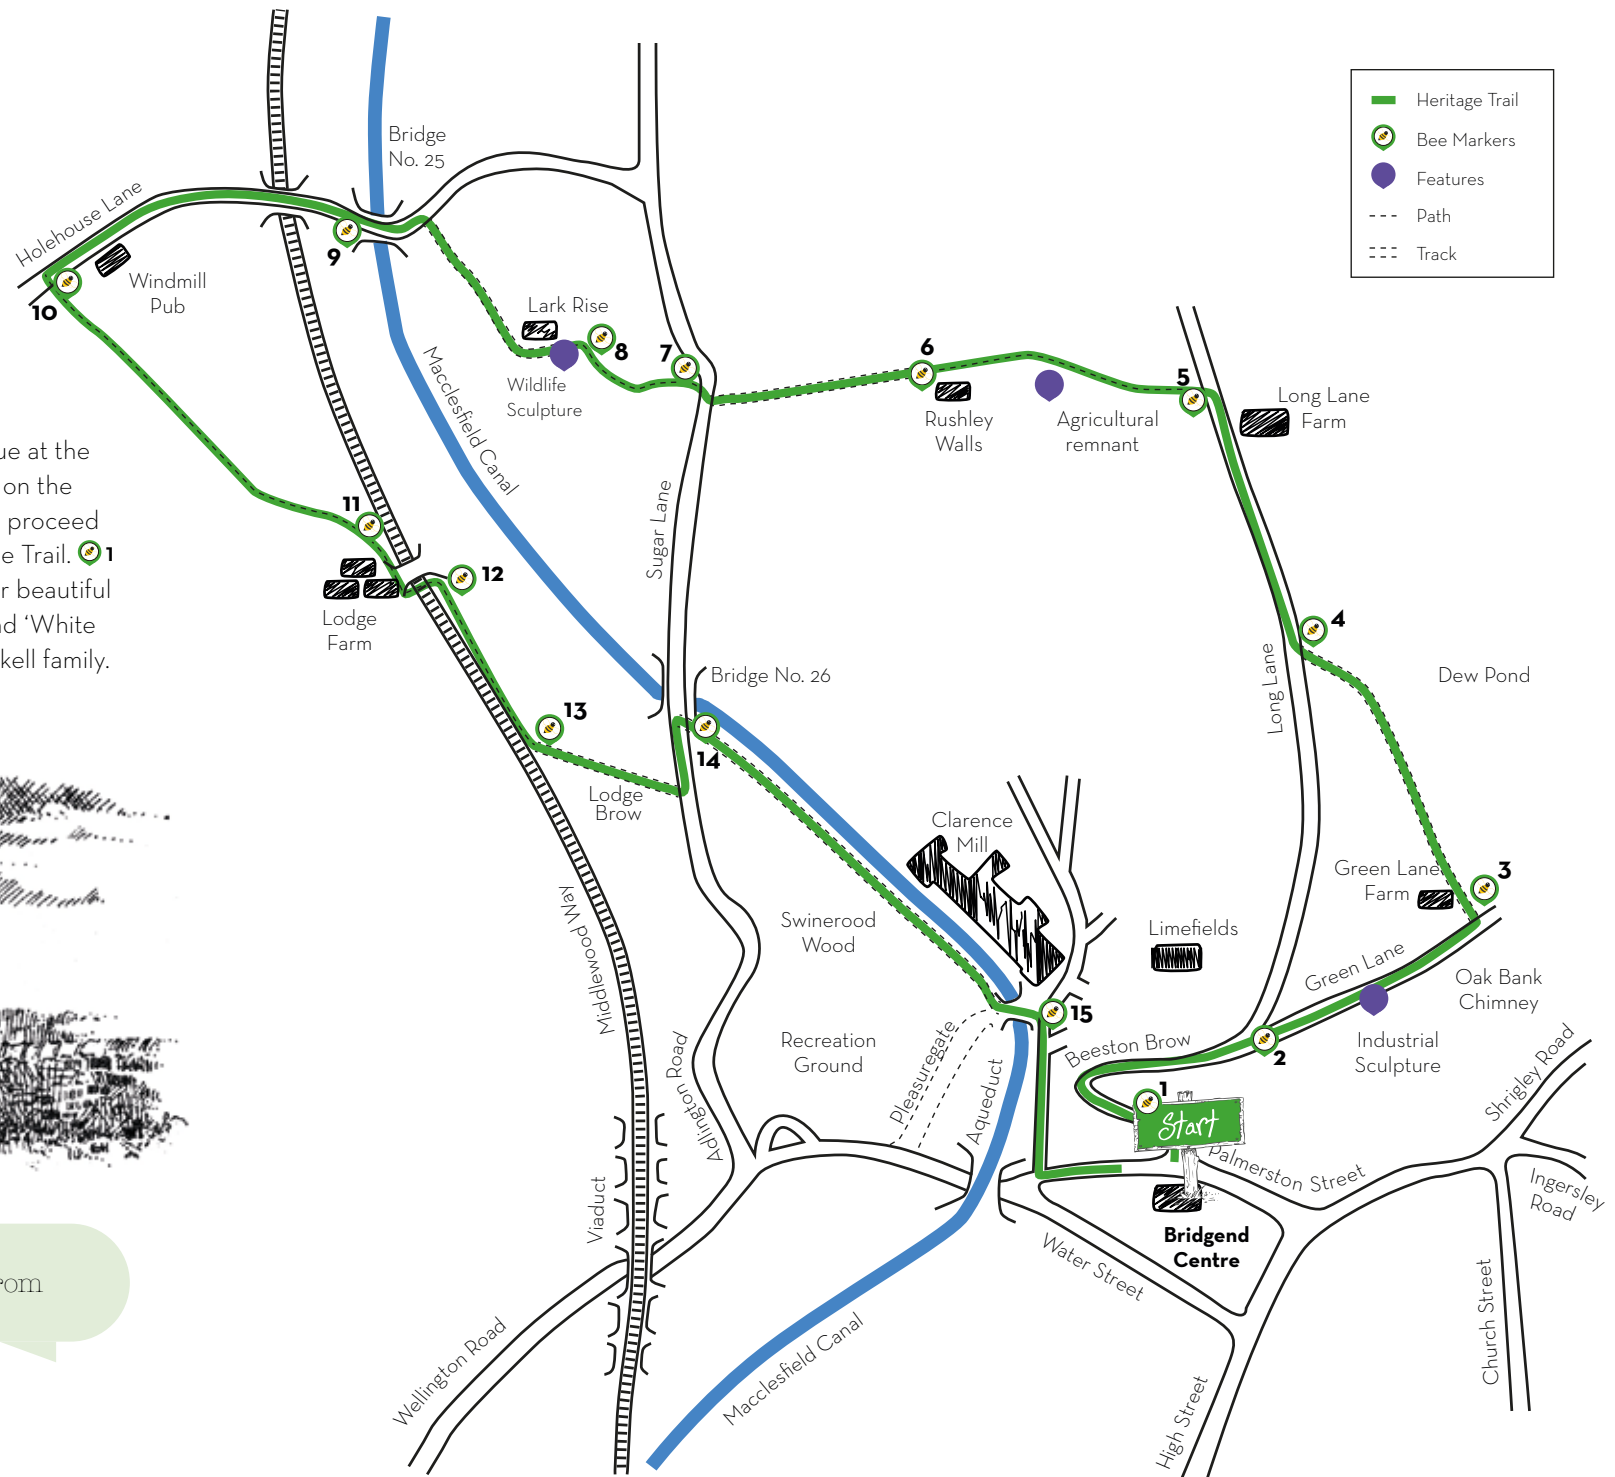 Heritage Trail
Bee Markers
Features
Path
Track
Bridge
No. 25
Holehouse Lane
9
Windmill
Pub
10
Lark Rise
8
7
Wildlife
Sculpture
6
Rushley
Walls
Agricultural
remnant
5
Long Lane
Farm
Macclesfield Canal
Sugar Lane
ue at the
on the
proceed
e Trail. 1
r beautiful
d ‘White
kell family.
11
12
Lodge
Farm
4
Long Lane
Dew Pond
Bridge No. 26
13
14
Lodge
Brow
Clarence
Mill
Green Lane
Farm
3
Middlewood Way
Swinerood
Wood
Limefields
Green Lane
Oak Bank
Chimney
15
Recreation
Ground
Pleasuregate
Aqueduct
Beeston Brow
2
Industrial
Sculpture
Shrigley Road
1
Start
Adlington Road
Palmerston Street
Ingersley
Road
Viaduct
Bridgend
Centre
Water Street
rom
Wellington Road
Macclesfield Canal
High Street
Church Street